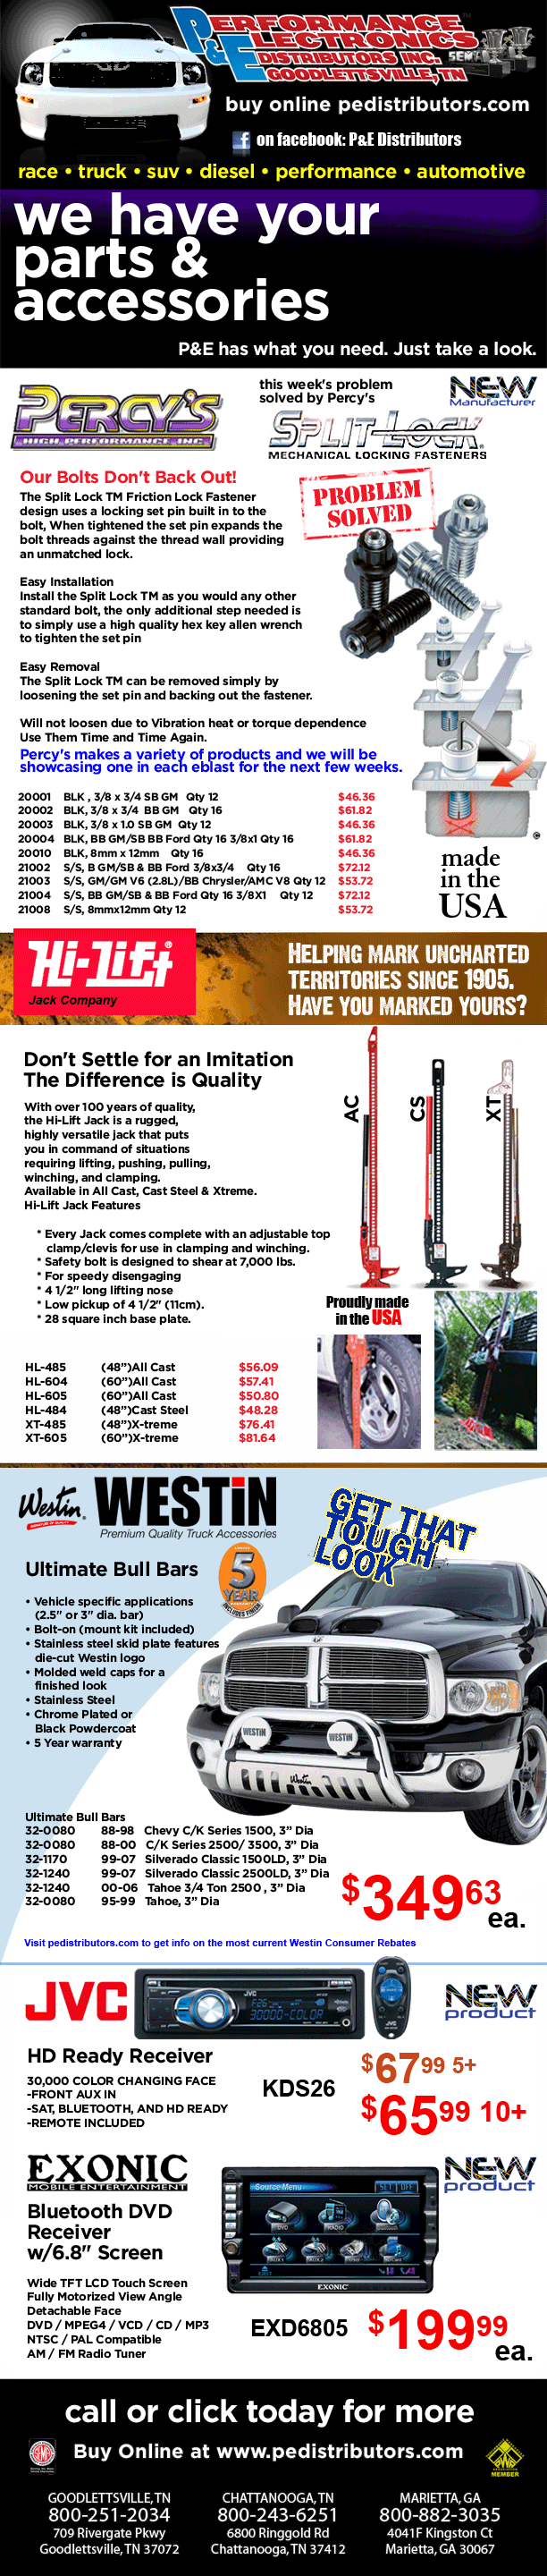 PERFORMANCE
& ELECTRONICS
DISTRIBUTORS INC.
GOODLETTSVILLE, TN
buy online pedistributors.com
on facebook: P&E Distributors
race • truck • suv • diesel • performance • automotive
we have your
parts &
accessories
P&E has what you need. Just take a look.
PERCY'S
HIGH PERFORMANCE, INC.
this week's problem
solved by Percy's
NEW
Manufacturer
SPLIT-LOCK
MECHANICAL LOCKING FASTENERS
Our Bolts Don't Back Out!
PROBLEM
SOLVED
The Split Lock TM Friction Lock Fastener
design uses a locking set pin built in to the
bolt, When tightened the set pin expands the
bolt threads against the thread wall providing
an unmatched lock.
Easy Installation
Install the Split Lock TM as you would any other
standard bolt, the only additional step needed is
to simply use a high quality hex key allen wrench
to tighten the set pin
Easy Removal
The Split Lock TM can be removed simply by
loosening the set pin and backing out the fastener.
Will not loosen due to Vibration heat or torque dependence
Use Them Time and Time Again.
Percy's makes a variety of products and we will be
showcasing one in each eblast for the next few weeks.
20001 BLK , 3/8 x 3/4 SB GM Qty 12 $46.36
20002 BLK, 3/8 x 3/4 BB GM Qty 16 $61.82
20003 BLK, 3/8 x 1.0 SB GM Qty 12 $46.36
20004 BLK, BB GM/SB BB Ford Qty 16 3/8x1 Qty 16 $61.82
20010 BLK, 8mm x 12mm Qty 16 $46.36
21002 S/S, B GM/SB & BB Ford 3/8x3/4 Qty 16 $72.12
21003 S/S, GM/GM V6 (2.8L)/BB Chrysler/AMC V8 Qty 12 $53.72
21004 S/S, BB GM/SB & BB Ford Qty 16 3/8X1 Qty 12 $72.12
21008 S/S, 8mmx12mm Qty 12 $53.72
made
in the
USA
Hi-Lift®
Jack Company
HELPING MARK UNCHARTED
TERRITORIES SINCE 1905.
HAVE YOU MARKED YOURS?
Don't Settle for an Imitation
The Difference is Quality
With over 100 years of quality,
the Hi-Lift Jack is a rugged,
highly versatile jack that puts
you in command of situations
requiring lifting, pushing, pulling,
winching, and clamping.
Available in All Cast, Cast Steel & Xtreme.
Hi-Lift Jack Features
AC
CS
XT
* Every Jack comes complete with an adjustable top
clamp/clevis for use in clamping and winching.
* Safety bolt is designed to shear at 7,000 lbs.
* For speedy disengaging
* 4 1/2" long lifting nose
* Low pickup of 4 1/2" (11cm).
* 28 square inch base plate.
Proudly made
in the USA
HL-485 (48”)All Cast $56.09
HL-604 (60”)All Cast $57.41
HL-605 (60”)All Cast $50.80
HL-484 (48”)Cast Steel $48.28
XT-485 (48”)X-treme $76.41
XT-605 (60”)X-treme $81.64
Westin®
WESTiN
Premium Quality Truck Accessories
GET THAT
TOUGH
LOOK
Ultimate Bull Bars
5
YEAR
INCLUDES FINISH
• Vehicle specific applications
(2.5" or 3" dia. bar)
• Bolt-on (mount kit included)
• Stainless steel skid plate features
die-cut Westin logo
• Molded weld caps for a
finished look
• Stainless Steel
• Chrome Plated or
Black Powdercoat
• 5 Year warranty
WESTIN
WESTIN
Westin
Ultimate Bull Bars
32-0080 88-98 Chevy C/K Series 1500, 3” Dia
32-0080 88-00 C/K Series 2500/ 3500, 3” Dia
32-1170 99-07 Silverado Classic 1500LD, 3” Dia
32-1240 99-07 Silverado Classic 2500LD, 3” Dia
32-1240 00-06 Tahoe 3/4 Ton 2500 , 3” Dia
32-0080 95-99 Tahoe, 3” Dia
$349 63
ea.
Visit pedistributors.com to get info on the most current Westin Consumer Rebates
JVC
JVC
30000-COLOR
NEW
product
HD Ready Receiver
30,000 COLOR CHANGING FACE
-FRONT AUX IN
-SAT, BLUETOOTH, AND HD READY
-REMOTE INCLUDED
KDS26
$67 99 5+
$65 99 10+
EXONIC
MOBILE ENTERTAINMENT
Source Menu
DVD
RADIO
EXONIC
NEW
product
Bluetooth DVD
Receiver
w/6.8" Screen
Wide TFT LCD Touch Screen
Fully Motorized View Angle
Detachable Face
DVD / MPEG4 / VCD / CD / MP3
NTSC / PAL Compatible
AM / FM Radio Tuner
EXD6805
$199 99
ea.
call or click today for more
Buy Online at www.pedistributors.com
SEMA
MEMBER
GOODLETTSVILLE,TN
800-251-2034
709 Rivergate Pkwy
Goodlettsville,TN 37072
CHATTANOOGA,TN
800-243-6251
6800 Ringgold Rd
Chattanooga,TN 37412
MARIETTA, GA
800-882-3035
4041F Kingston Ct
Marietta, GA 30067